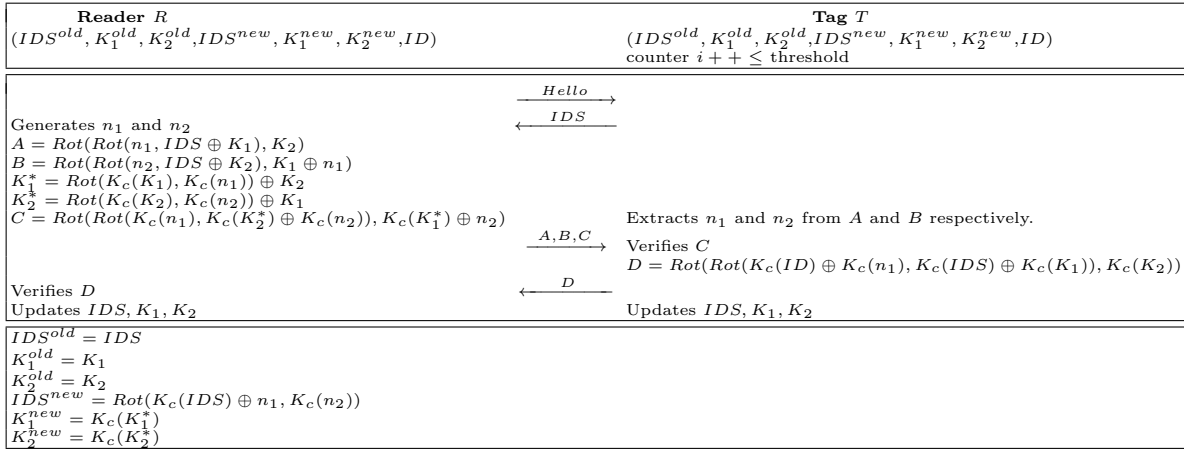 Reader R Tag T
(IDS^{old}, K_1^{old}, K_2^{old},IDS^{new}, K_1^{new}, K_2^{new},ID) (IDS^{old}, K_1^{old}, K_2^{old},IDS^{new}, K_1^{new}, K_2^{new},ID)
counter i + + ≤ threshold
Hello
IDS
Generates n_1 and n_2
A = Rot(Rot(n_1, IDS ⊕ K_1), K_2)
B = Rot(Rot(n_2, IDS ⊕ K_2), K_1 ⊕ n_1)
K_1^* = Rot(K_c(K_1), K_c(n_1)) ⊕ K_2
K_2^* = Rot(K_c(K_2), K_c(n_2)) ⊕ K_1
C = Rot(Rot(K_c(n_1), K_c(K_2^*) ⊕ K_c(n_2)), K_c(K_1^*) ⊕ n_2) Extracts n_1 and n_2 from A and B respectively.
A,B,C Verifies C
D = Rot(Rot(K_c(ID) ⊕ K_c(n_1), K_c(IDS) ⊕ K_c(K_1)), K_c(K_2))
Verifies D D
Updates IDS, K_1, K_2 Updates IDS, K_1, K_2
IDS^{old} = IDS
K_1^{old} = K_1
K_2^{old} = K_2
IDS^{new} = Rot(K_c(IDS) ⊕ n_1, K_c(n_2))
K_1^{new} = K_c(K_1^*)
K_2^{new} = K_c(K_2^*)